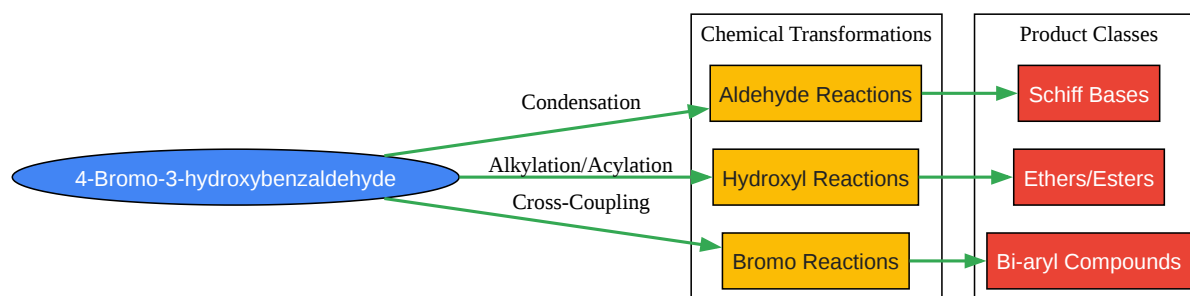 Chemical Transformations
Product Classes
Condensation
Aldehyde Reactions
Schiff Bases
4-Bromo-3-hydroxybenzaldehyde
Alkylation/Acylation
Hydroxyl Reactions
Ethers/Esters
Cross-Coupling
Bromo Reactions
Bi-aryl Compounds